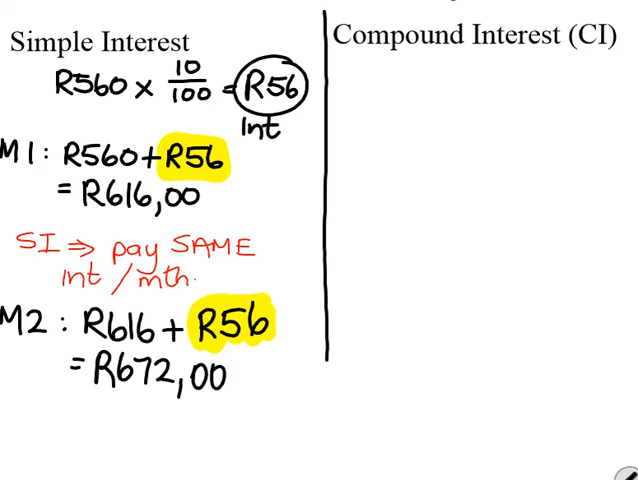 Simple Interest
R560 × 10/100 = R56
Int
M1: R560 + R56
= R616,00
SI ⇒ pay SAME
Int / mth.
M2: R616 + R56
= R672,00
Compound Interest (CI)